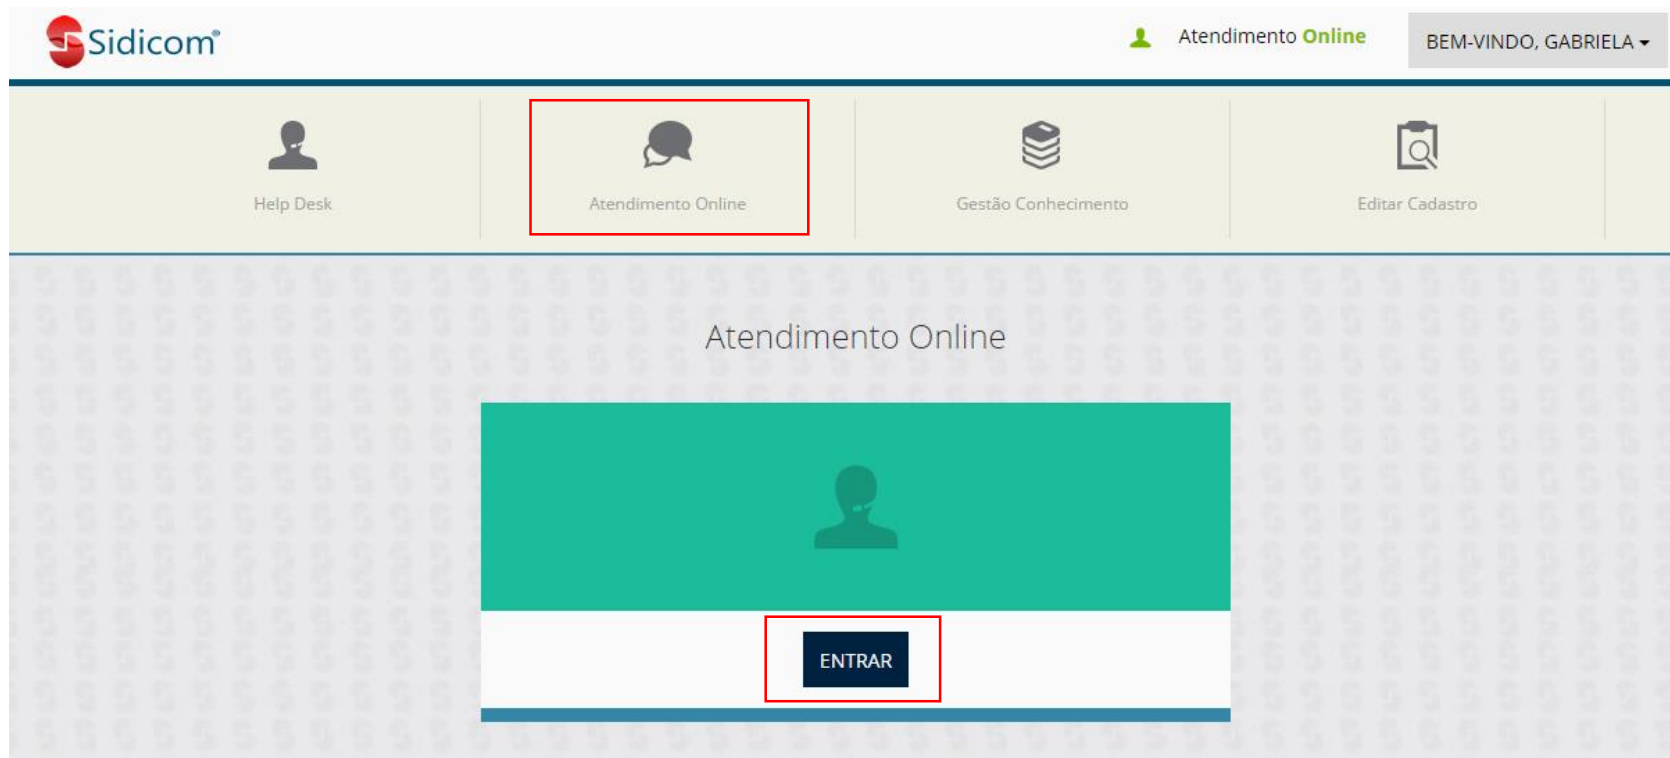 Sidicom®
Atendimento Online
BEM-VINDO, GABRIELA
Help Desk
Atendimento Online
Gestão Conhecimento
Editar Cadastro
Atendimento Online
ENTRAR